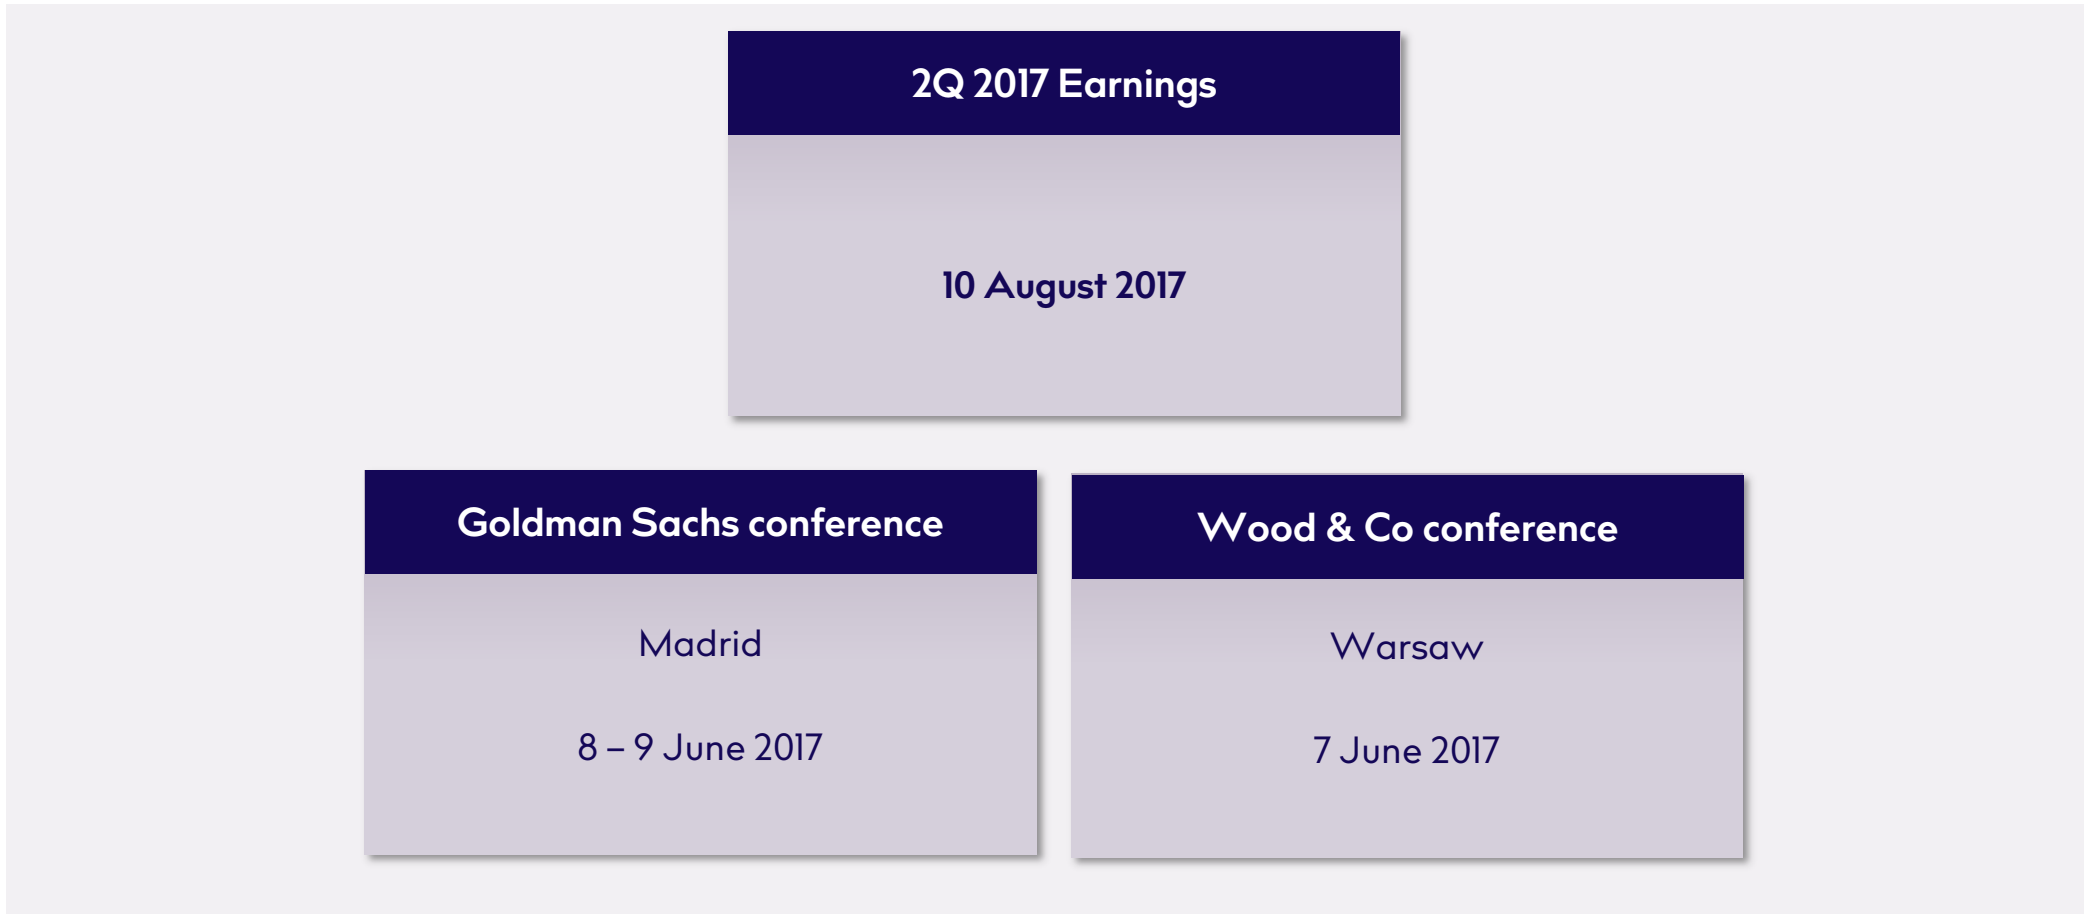 2Q 2017 Earnings
10 August 2017
Goldman Sachs conference
Madrid
8 – 9 June 2017
Wood & Co conference
Warsaw
7 June 2017